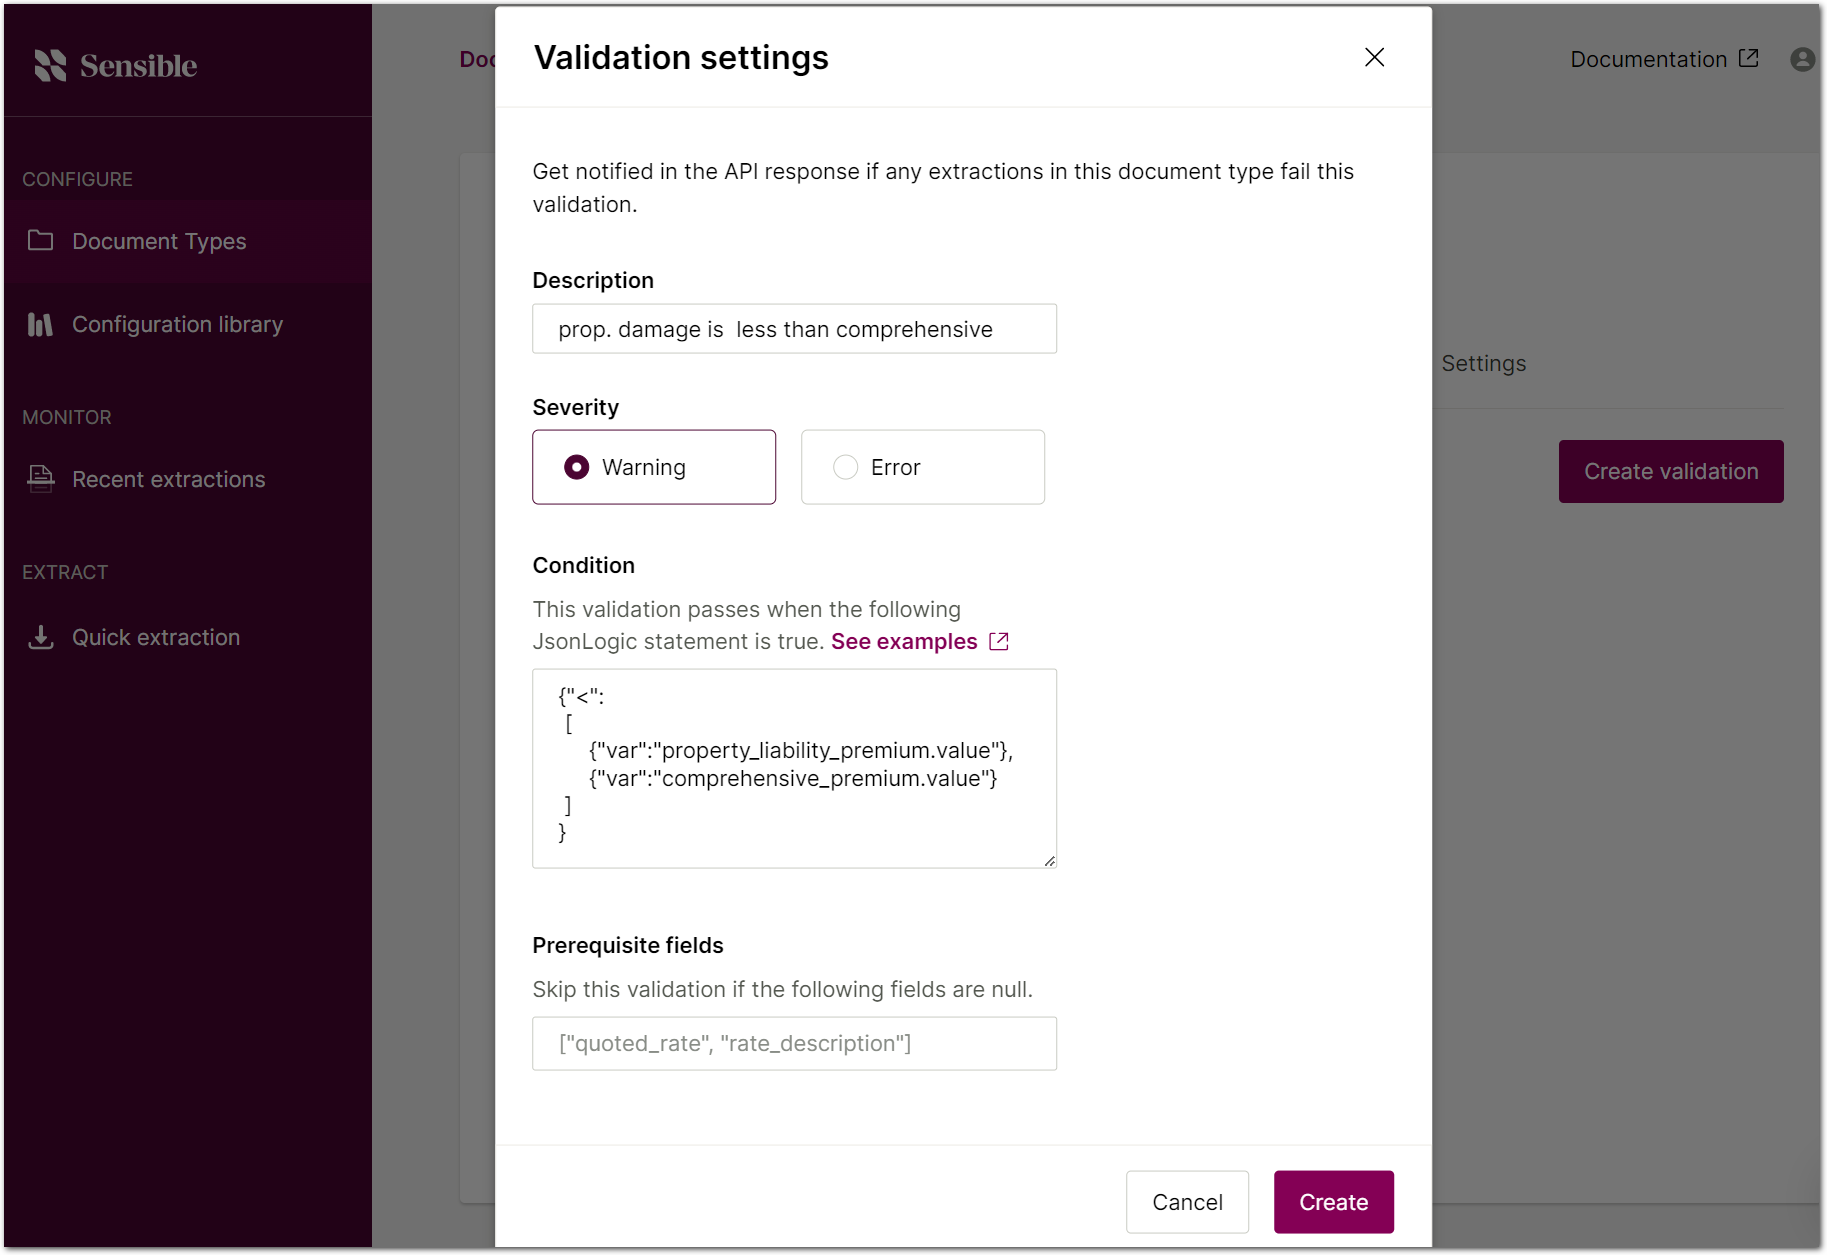 Sensible
CONFIGURE
Document Types
Configuration library
MONITOR
Recent extractions
EXTRACT
Quick extraction
Documentation
Settings
Create validation
Validation settings
Get notified in the API response if any extractions in this document type fail this
validation.
Description
prop. damage is  less than comprehensive
Severity
Warning
Error
Condition
This validation passes when the following
JsonLogic statement is true. See examples
{"<":
[
{"var":"property_liability_premium.value"},
{"var":"comprehensive_premium.value"}
]
}
Prerequisite fields
Skip this validation if the following fields are null.
["quoted_rate", "rate_description"]
Cancel
Create